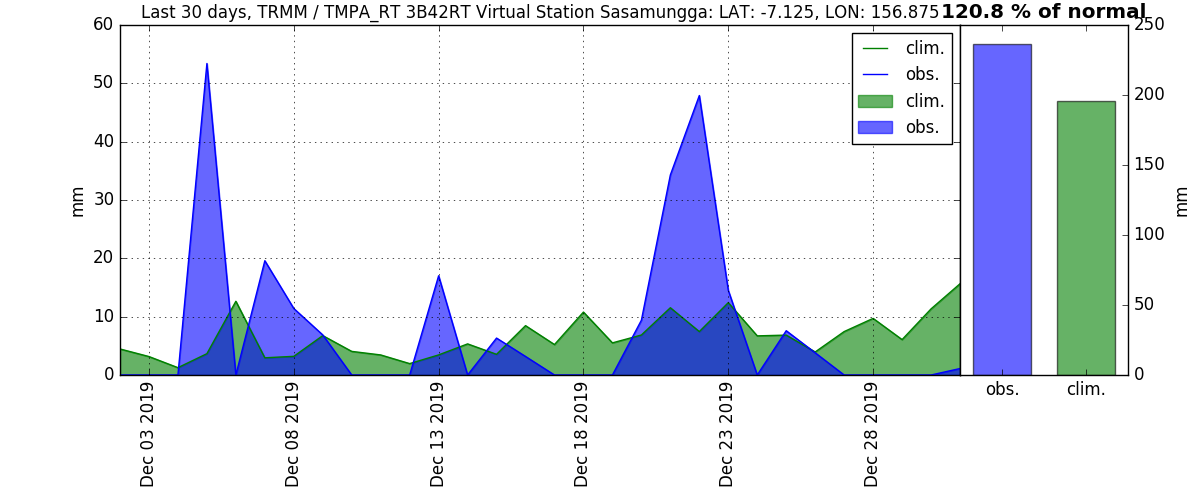 Last 30 days, TRMM / TMPA_RT 3B42RT Virtual Station Sasamungga: LAT: -7.125, LON: 156.875
120.8 % of normal
60
50
40
30
20
10
0
mm
clim.
obs.
clim.
obs.
Dec 03 2019
Dec 08 2019
Dec 13 2019
Dec 18 2019
Dec 23 2019
Dec 28 2019
250
200
150
100
50
0
mm
obs.
clim.